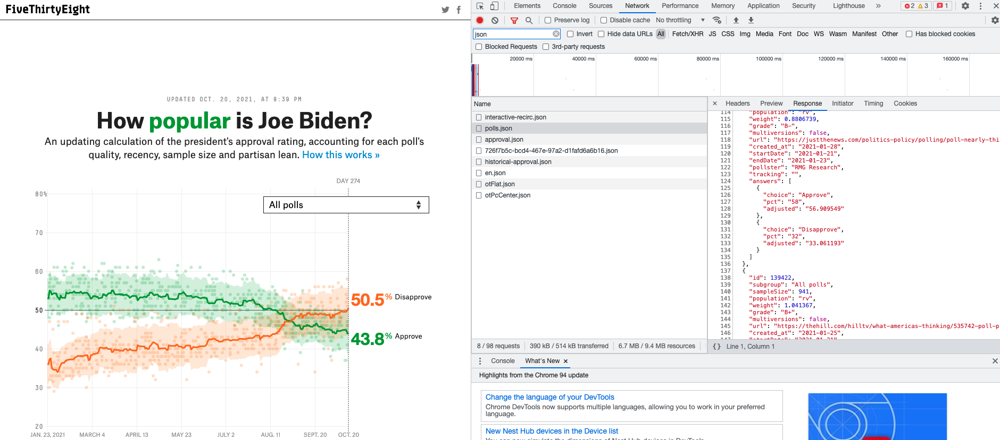 FiveThirtyEight
UPDATED OCT. 20, 2021, AT 8:39 PM
How popular is Joe Biden?
An updating calculation of the president's approval rating, accounting for each poll's
quality, recency, sample size and partisan lean. How this works »
DAY 274
All polls
80%
70
60
50
40
30
20
50.5% Disapprove
43.8% Approve
JAN. 23, 2021 MARCH 4 APRIL 13 MAY 23 JULY 2 AUG. 11 SEPT. 20 OCT. 20
Elements Console Sources Network Performance Memory Application Security Lighthouse » 2 3 1
Preserve log Disable cache No throttling
json Invert Hide data URLs All Fetch/XHR JS CSS Img Media Font Doc WS Wasm Manifest Other Has blocked cookies
Blocked Requests 3rd-party requests
20000 ms 40000 ms 60000 ms 80000 ms 100000 ms 120000 ms 140000 ms 160000 ms
Name
interactive-recirc.json
polls.json
approval.json
726f7b5c-bcd4-467e-97a2-d1fafd6a6b16.json
historical-approval.json
en.json
otFlat.json
otPcCenter.json
8 / 98 requests 390 kB / 514 kB transferred 6.7 MB / 9.4 MB resources
× Headers Preview Response Initiator Timing Cookies
114 "population": "rv",
115 "weight": 0.8806739,
116 "grade": "B-",
117 "multiversions": false,
118 "url": "https://justthenews.com/politics-policy/polling/poll-nearly-thi
119 "created_at": "2021-01-28",
120 "startDate": "2021-01-21",
121 "endDate": "2021-01-23",
122 "pollster": "RMG Research",
123 "tracking": "",
124 "answers": [
125 {
126 "choice": "Approve",
127 "pct": "58",
128 "adjusted": "56.909549"
129 },
130 {
131 "choice": "Disapprove",
132 "pct": "32",
133 "adjusted": "33.061193"
134 }
135 ]
136 },
137 {
138 "id": 139422,
139 "subgroup": "All polls",
140 "sampleSize": 941,
141 "population": "rv",
142 "weight": 1.041367,
143 "grade": "B+",
144 "multiversions": false,
145 "url": "https://thehill.com/hilltv/what-americas-thinking/535742-poll-p
146 "created_at": "2021-01-25",
147 "startDate": "2021-01-21"
{} Line 1, Column 1
Console What's New ×
Highlights from the Chrome 94 update
Change the language of your DevTools
Chrome DevTools now supports multiple languages, allowing you to work in your preferred
language.
New Nest Hub devices in the Device list
You can now simulate the dimensions of Nest Hub devices in DevTools.